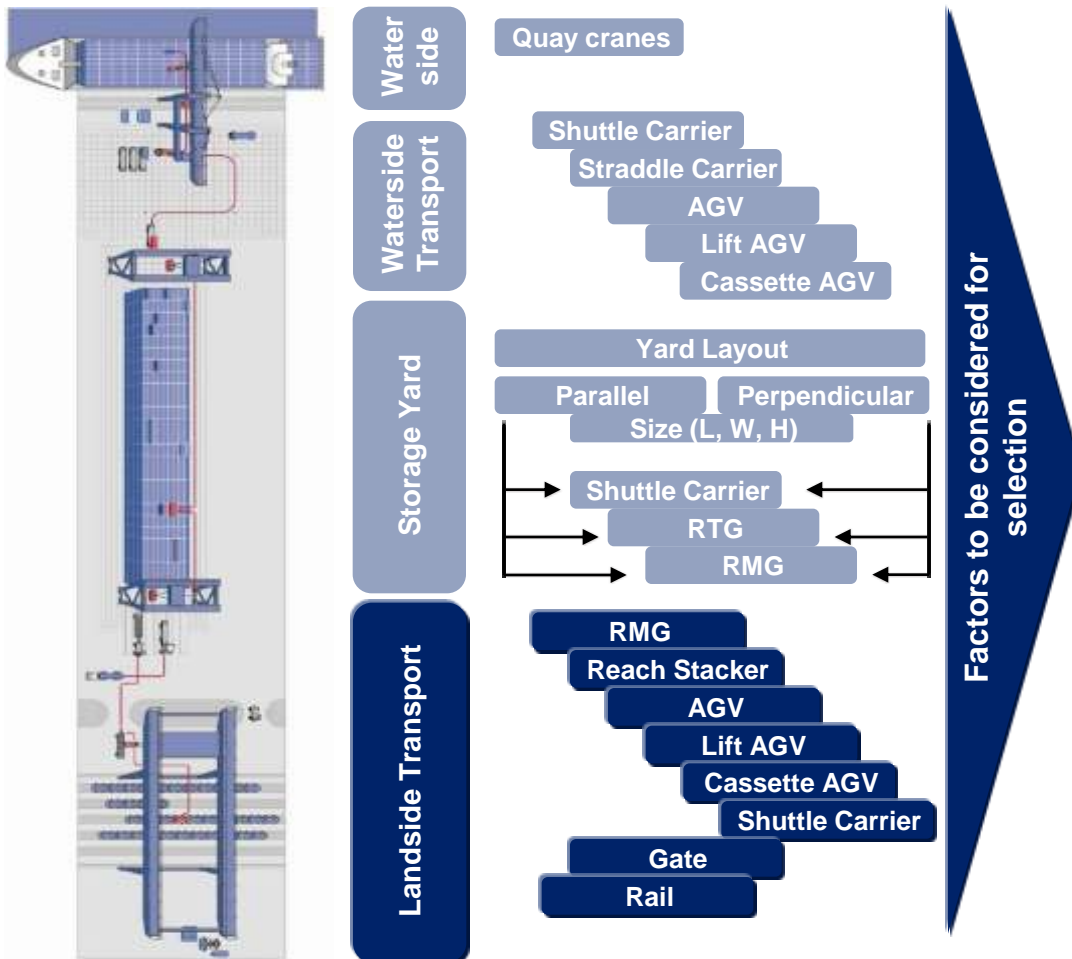 Water
side
Quay cranes
Waterside
Transport
Shuttle Carrier
Straddle Carrier
AGV
Lift AGV
Cassette AGV
Storage Yard
Yard Layout
Parallel
Perpendicular
Size (L, W, H)
Shuttle Carrier
RTG
RMG
Landside Transport
RMG
Reach Stacker
AGV
Lift AGV
Cassette AGV
Shuttle Carrier
Gate
Rail
Factors to be considered for
selection